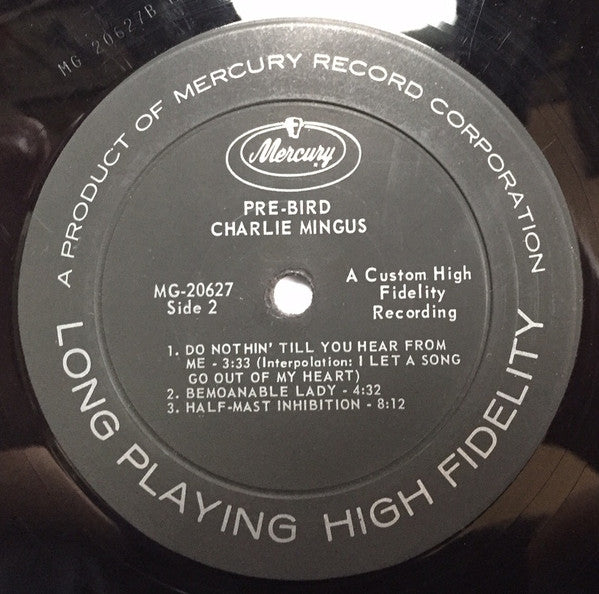 MG 20627B
A PRODUCT OF MERCURY RECORD CORPORATION
Mercury
PRE-BIRD
CHARLIE MINGUS
MG-20627
Side 2
A Custom High
Fidelity
Recording
1. DO NOTHIN' TILL YOU HEAR FROM
ME - 3:33 (Interpolation: I LET A SONG
GO OUT OF MY HEART)
2. BEMOANABLE LADY - 4:32
3. HALF-MAST INHIBITION - 8:12
LONG PLAYING HIGH FIDELITY